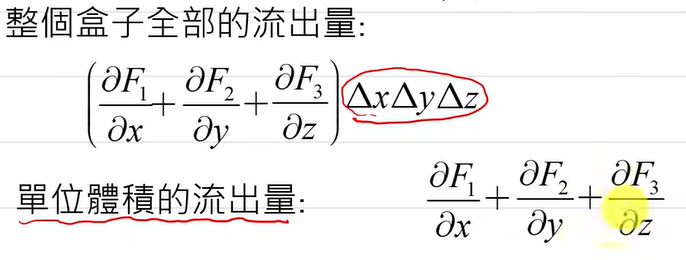 整個盒子全部的流出量:
(∂F₁/∂x + ∂F₂/∂y + ∂F₃/∂z) ΔxΔyΔz
單位體積的流出量: ∂F₁/∂x + ∂F₂/∂y + ∂F₃/∂z